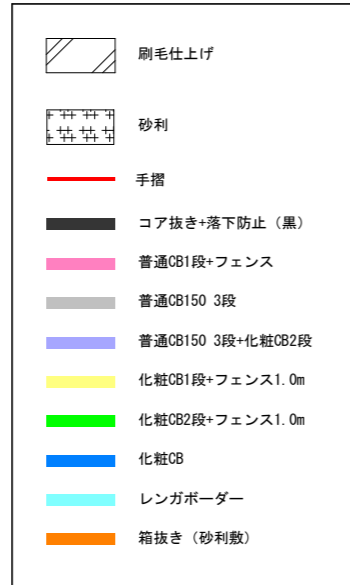 刷毛仕上げ
砂利
手摺
コア抜き+落下防止（黒）
普通CB1段+フェンス
普通CB150 3段
普通CB150 3段+化粧CB2段
化粧CB1段+フェンス1.0m
化粧CB2段+フェンス1.0m
化粧CB
レンガボーダー
箱抜き（砂利敷）